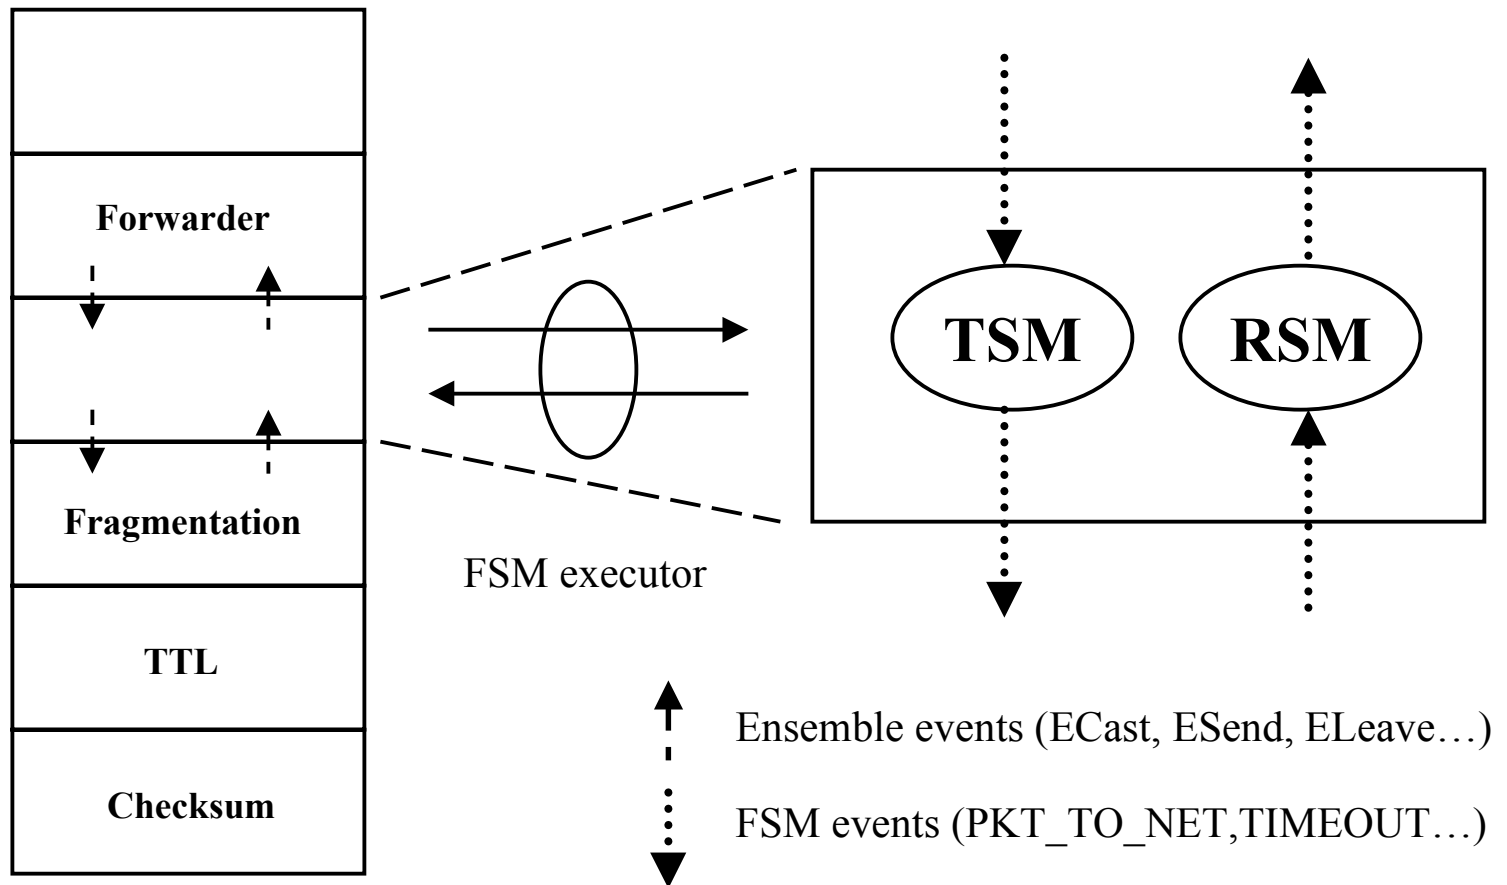 Forwarder
TSM
RSM
Fragmentation
FSM executor
TTL
Ensemble events (ECast, ESend, ELeave…)
Checksum
FSM events (PKT_TO_NET,TIMEOUT…)